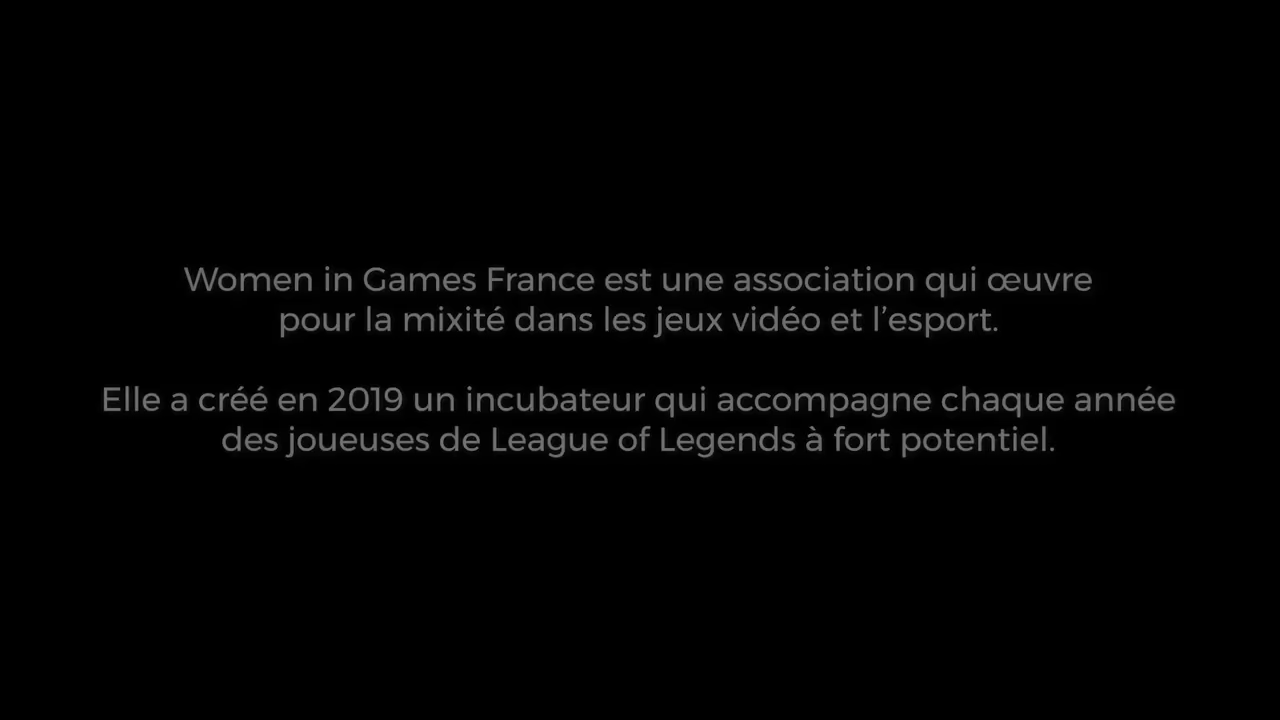 Women in Games France est une association qui œuvre
pour la mixité dans les jeux vidéo et l’esport.
Elle a créé en 2019 un incubateur qui accompagne chaque année
des joueuses de League of Legends à fort potentiel.